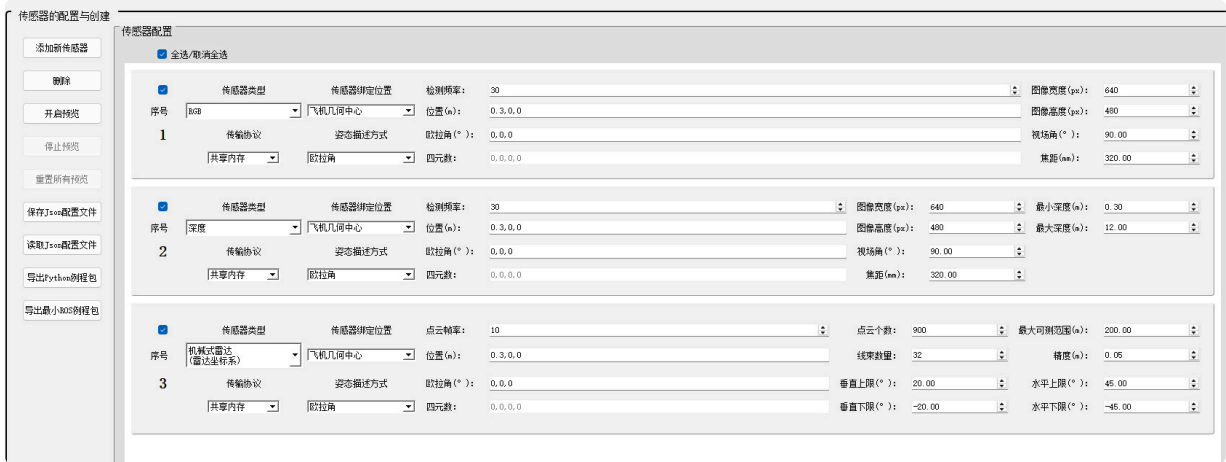 传感器的配置与创建
添加新传感器
删除
开启预览
停止预览
重置所有预览
保存Json配置文件
读取Json配置文件
导出Python例程包
导出最小ROS例程包
传感器配置
全选/取消全选
传感器类型 传感器绑定位置 检测频率: 30 图像宽度(px): 640
序号 RGB 飞机几何中心 位置(m): 0.3,0,0 图像高度(px): 480
1 传输协议 姿态描述方式 欧拉角(°): 0,0,0 视场角(°): 90.00
共享内存 欧拉角 四元数: 0,0,0,0 焦距(mm): 320.00
传感器类型 传感器绑定位置 检测频率: 30 图像宽度(px): 640 最小深度(m): 0.30
序号 深度 飞机几何中心 位置(m): 0.3,0,0 图像高度(px): 480 最大深度(m): 12.00
2 传输协议 姿态描述方式 欧拉角(°): 0,0,0 视场角(°): 90.00
共享内存 欧拉角 四元数: 0,0,0,0 焦距(mm): 320.00
传感器类型 传感器绑定位置 点云帧率: 10 点云个数: 900 最大可测范围(m): 200.00
序号 机械式雷达
(雷达坐标系) 飞机几何中心 位置(m): 0.3,0,0 线束数量: 32 精度(m): 0.05
3 传输协议 姿态描述方式 欧拉角(°): 0,0,0 垂直上限(°): 20.00 水平上限(°): 45.00
共享内存 欧拉角 四元数: 0,0,0,0 垂直下限(°): -20.00 水平下限(°): -45.00